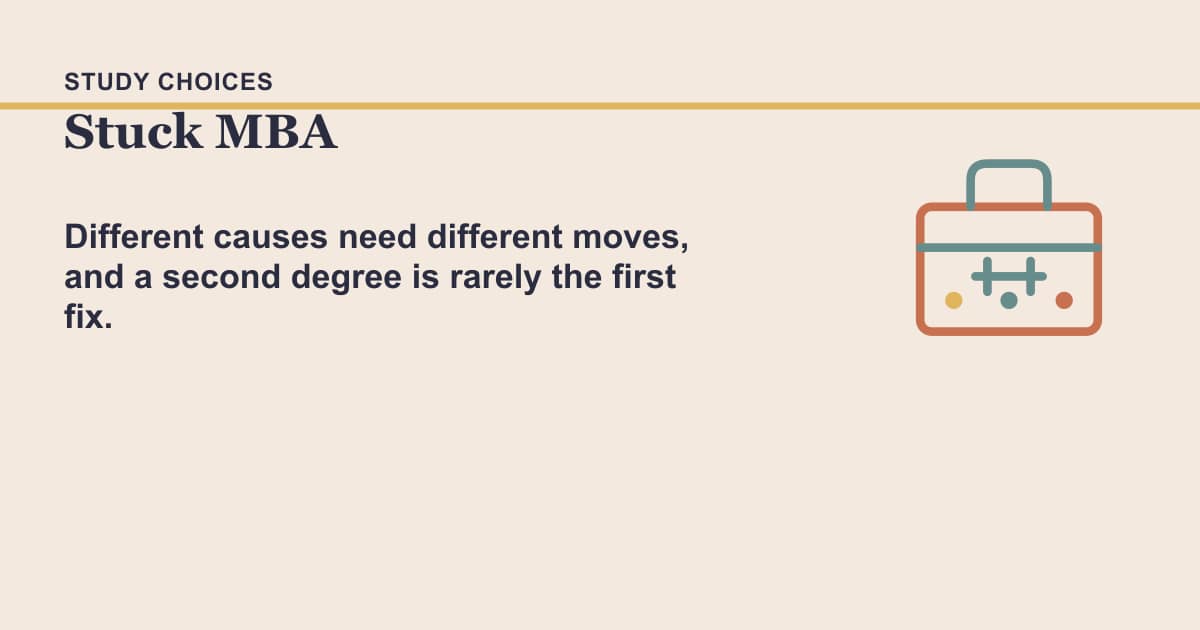 STUDY CHOICES
Stuck MBA
Different causes need different moves,
and a second degree is rarely the first
fix.